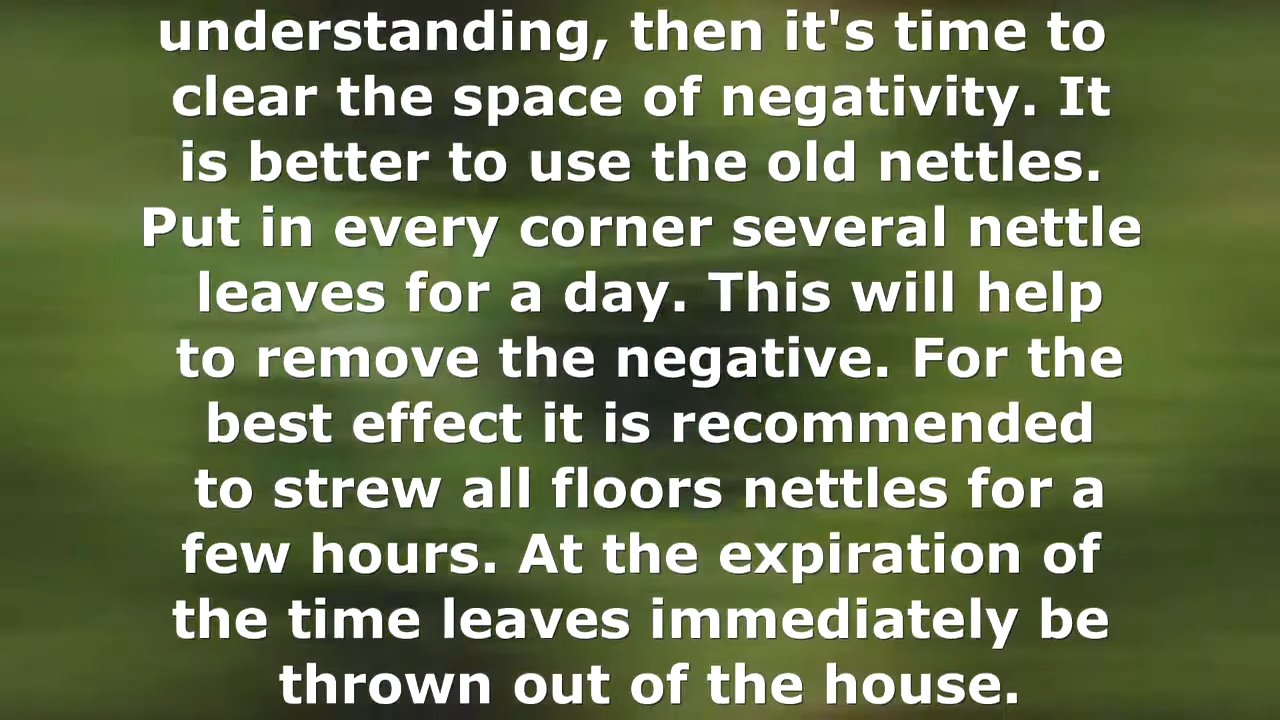 understanding, then it's time to
clear the space of negativity. It
is better to use the old nettles.
Put in every corner several nettle
leaves for a day. This will help
to remove the negative. For the
best effect it is recommended
to strew all floors nettles for a
few hours. At the expiration of
the time leaves immediately be
thrown out of the house.